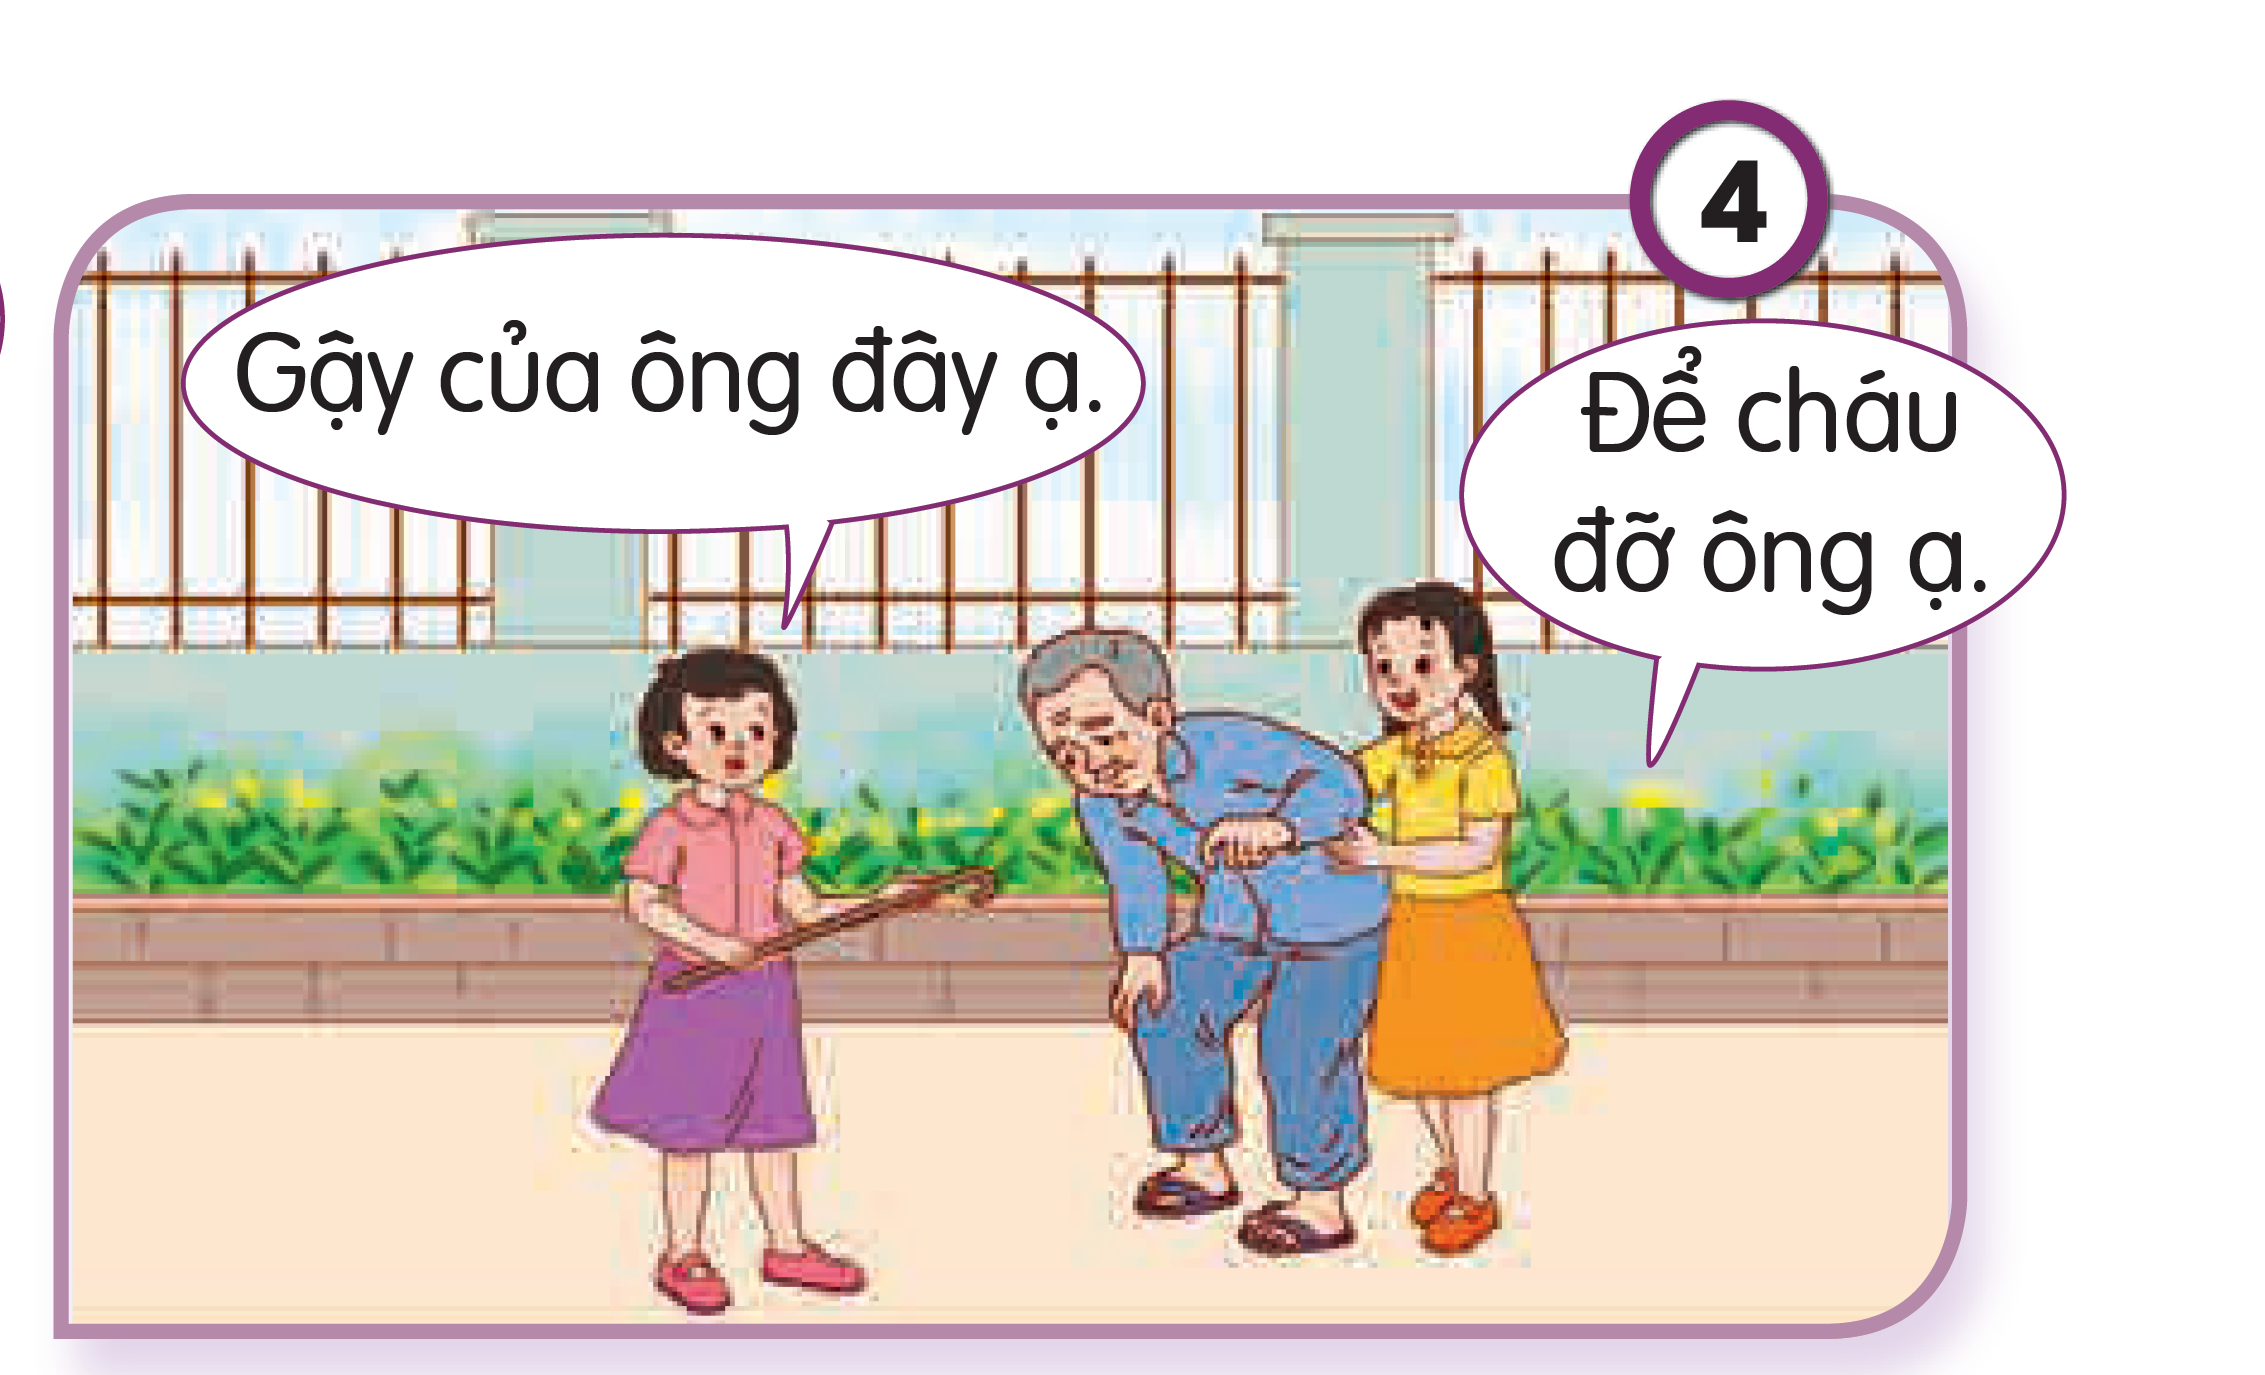 4
Gậy của ông đây ạ.
Để cháu
đỡ ông ạ.